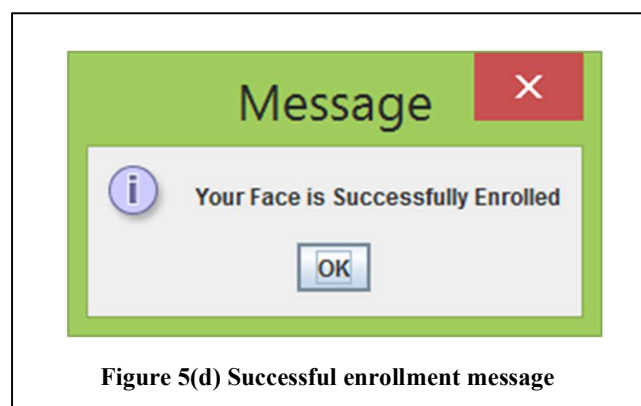 Message
Your Face is Successfully Enrolled
OK
Figure 5(d) Successful enrollment message